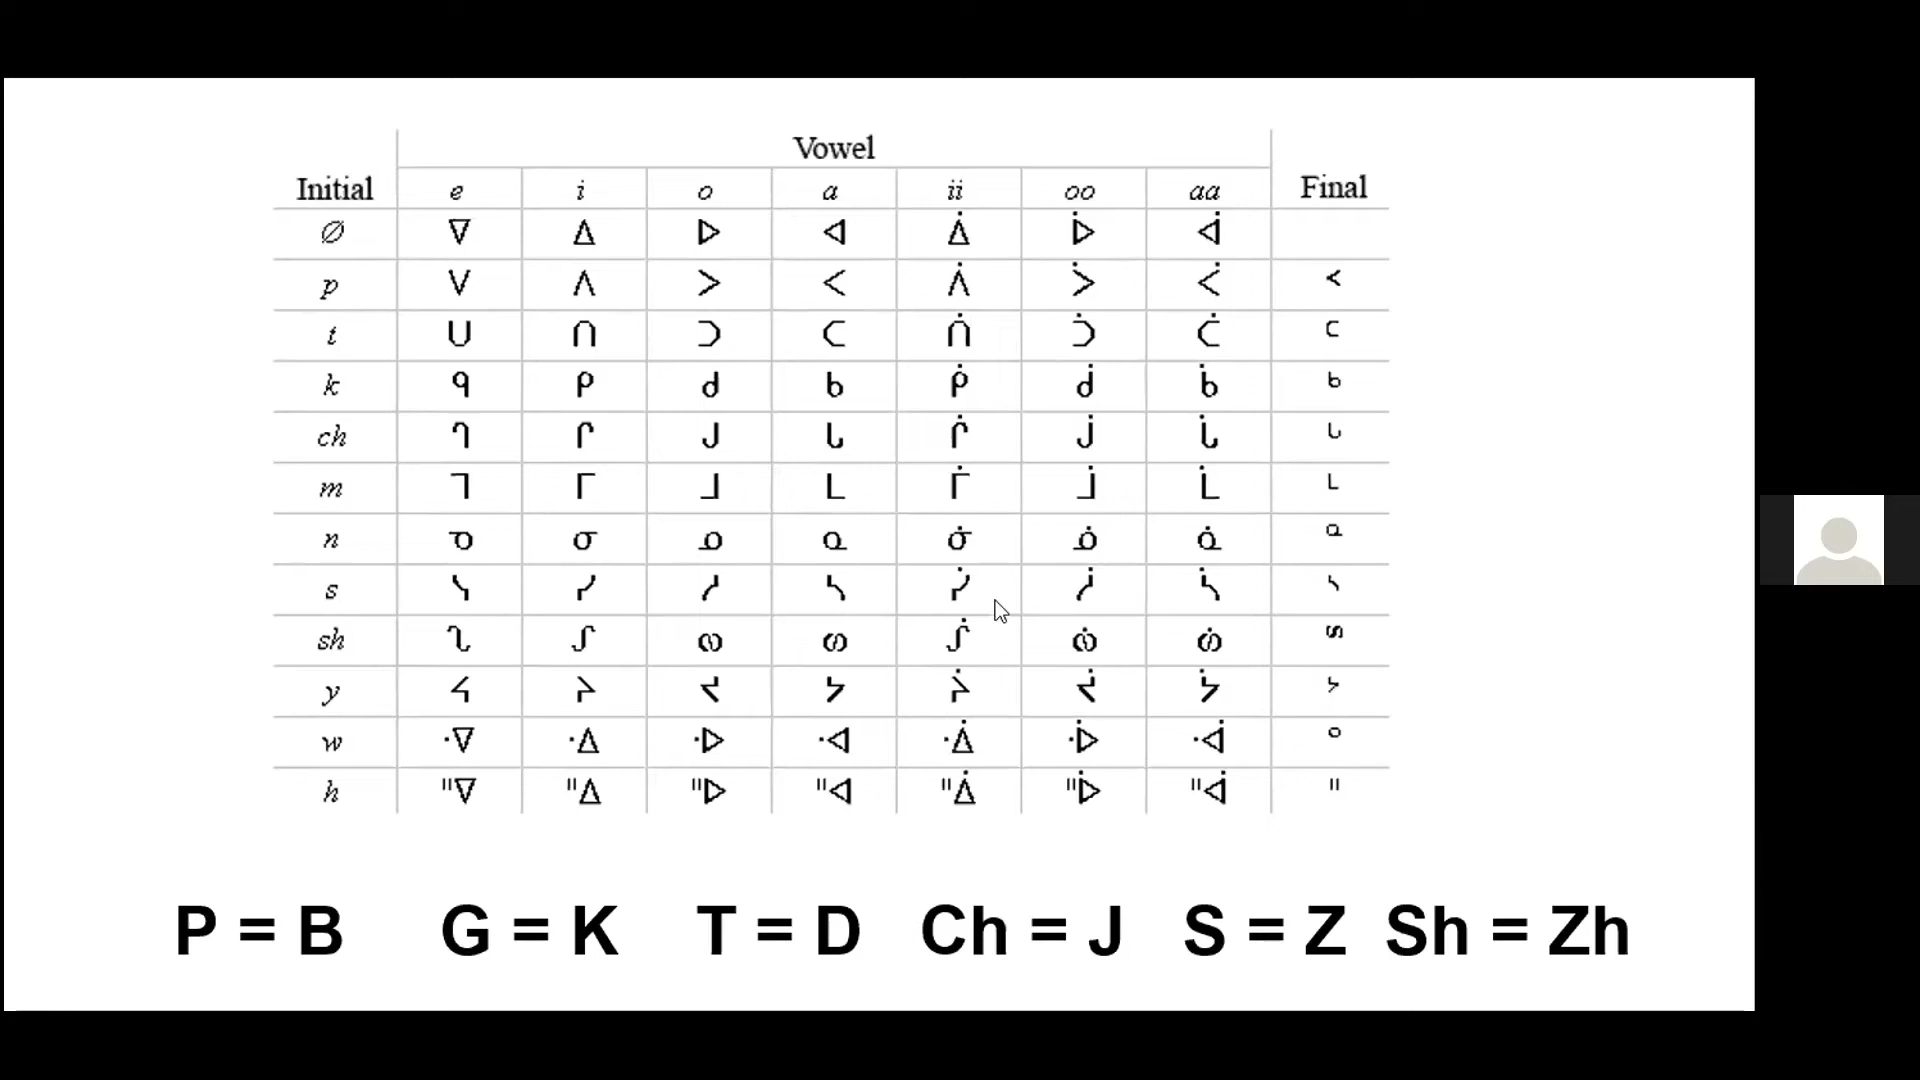 Vowel
Initial e i o a ii oo aa Final
Ø ᐁ ᐃ ᐅ ᐊ ᐄ ᐆ ᐋ
p ᐯ ᐱ ᐳ ᐸ ᐲ ᐴ ᐹ ᑉ
t ᑌ ᑎ ᑐ ᑕ ᑏ ᑑ ᑖ ᑦ
k ᑫ ᑭ ᑯ ᑲ ᑮ ᑰ ᑳ ᒃ
ch ᒉ ᒋ ᒍ ᒐ ᒌ ᒎ ᒑ ᒡ
m ᒣ ᒥ ᒧ ᒪ ᒦ ᒨ ᒫ ᒻ
n ᓀ ᓂ ᓄ ᓇ ᓃ ᓅ ᓈ ᓐ
s ᓭ ᓯ ᓱ ᓴ ᓰ ᓲ ᓵ ᔅ
sh ᔐ ᔑ ᔓ ᔕ ᔒ ᔔ ᔖ ᔥ
y ᔦ ᔨ ᔪ ᔭ ᔩ ᔫ ᔮ ᔾ
w ᐌ ᐎ ᐒ ᐗ ᐐ ᐔ ᐙ ᐤ
h ᐦᐁ ᐦᐃ ᐦᐅ ᐦᐊ ᐦᐄ ᐦᐆ ᐦᐋ ᐦ
P = B G = K T = D Ch = J S = Z Sh = Zh